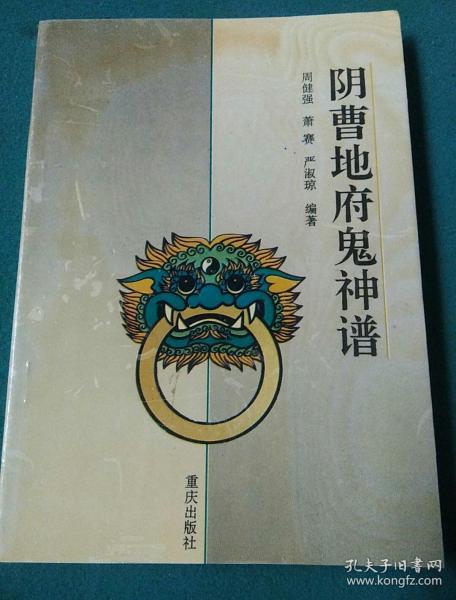 阴曹地府鬼神谱
周健强 萧赛 严淑琼 编著
重庆出版社
孔夫子旧书网
www.kongfz.com